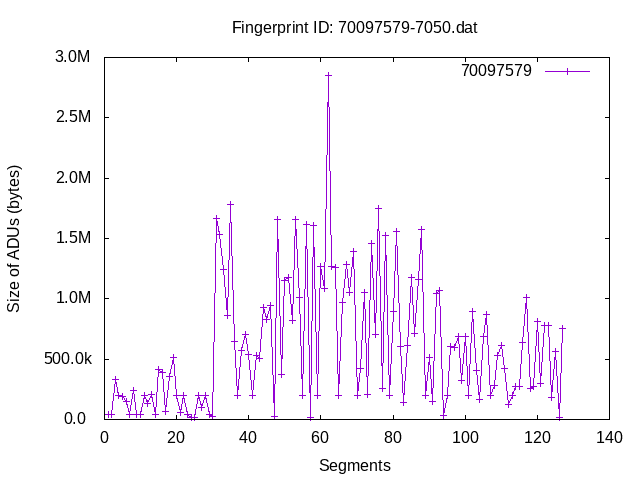 Fingerprint ID: 70097579-7050.dat
70097579
Size of ADUs (bytes)
3.0M
2.5M
2.0M
1.5M
1.0M
500.0k
0.0
0 20 40 60 80 100 120 140
Segments